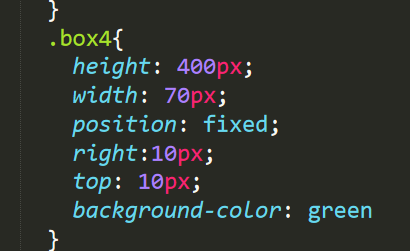 }
.box4{
height: 400px;
width: 70px;
position: fixed;
right:10px;
top: 10px;
background-color: green
}